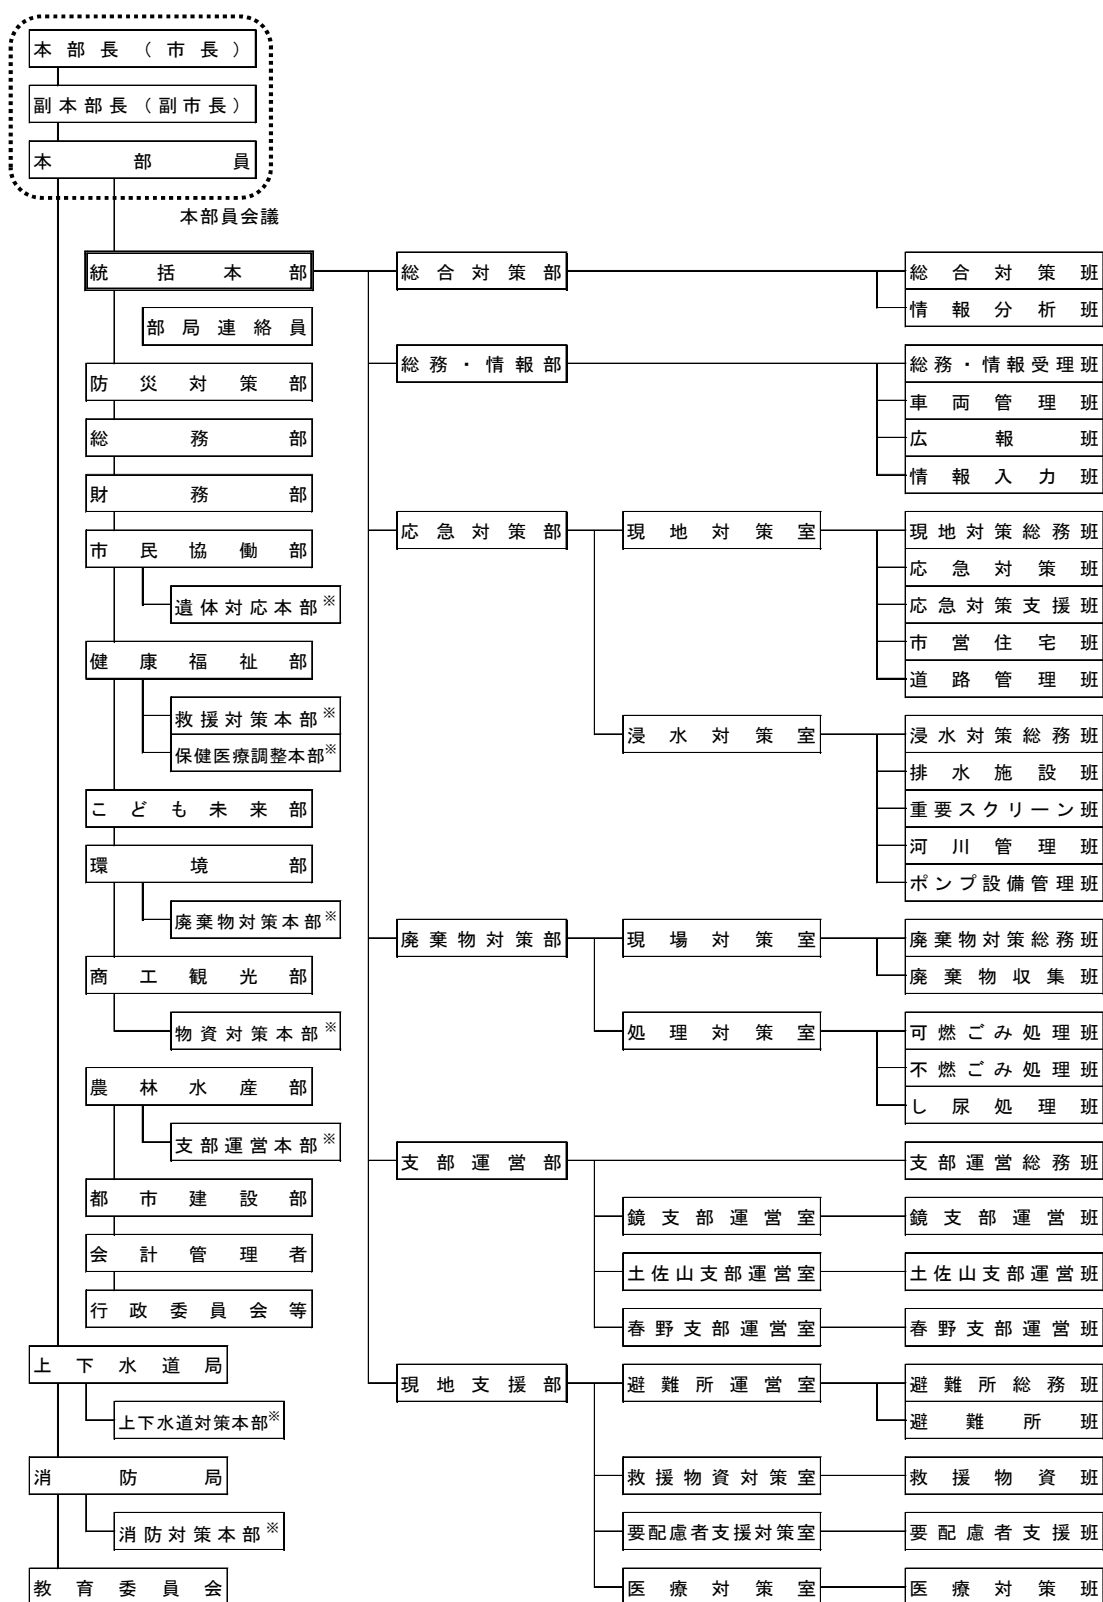 本部長（市長）
副本部長（副市長）
本部員
本部員会議
統括本部
部局連絡員
防災対策部
総務部
財務部
市民協働部
遺体対応本部※
健康福祉部
救援対策本部※
保健医療調整本部※
こども未来部
環境部
廃棄物対策本部※
商工観光部
物資対策本部※
農林水産部
支部運営本部※
都市建設部
会計管理者
行政委員会等
上下水道局
上下水道対策本部※
消防局
消防対策本部※
教育委員会
総合対策部
総合対策班
情報分析班
総務・情報部
総務・情報受理班
車両管理班
広報班
情報入力班
応急対策部
現地対策室
現地対策総務班
応急対策班
応急対策支援班
市営住宅班
道路管理班
浸水対策室
浸水対策総務班
排水施設班
重要スクリーン班
河川管理班
ポンプ設備管理班
廃棄物対策部
現場対策室
廃棄物対策総務班
廃棄物収集班
処理対策室
可燃ごみ処理班
不燃ごみ処理班
し尿処理班
支部運営部
支部運営総務班
鏡支部運営室
鏡支部運営班
土佐山支部運営室
土佐山支部運営班
春野支部運営室
春野支部運営班
現地支援部
避難所運営室
避難所総務班
避難所班
救援物資対策室
救援物資班
要配慮者支援対策室
要配慮者支援班
医療対策室
医療対策班